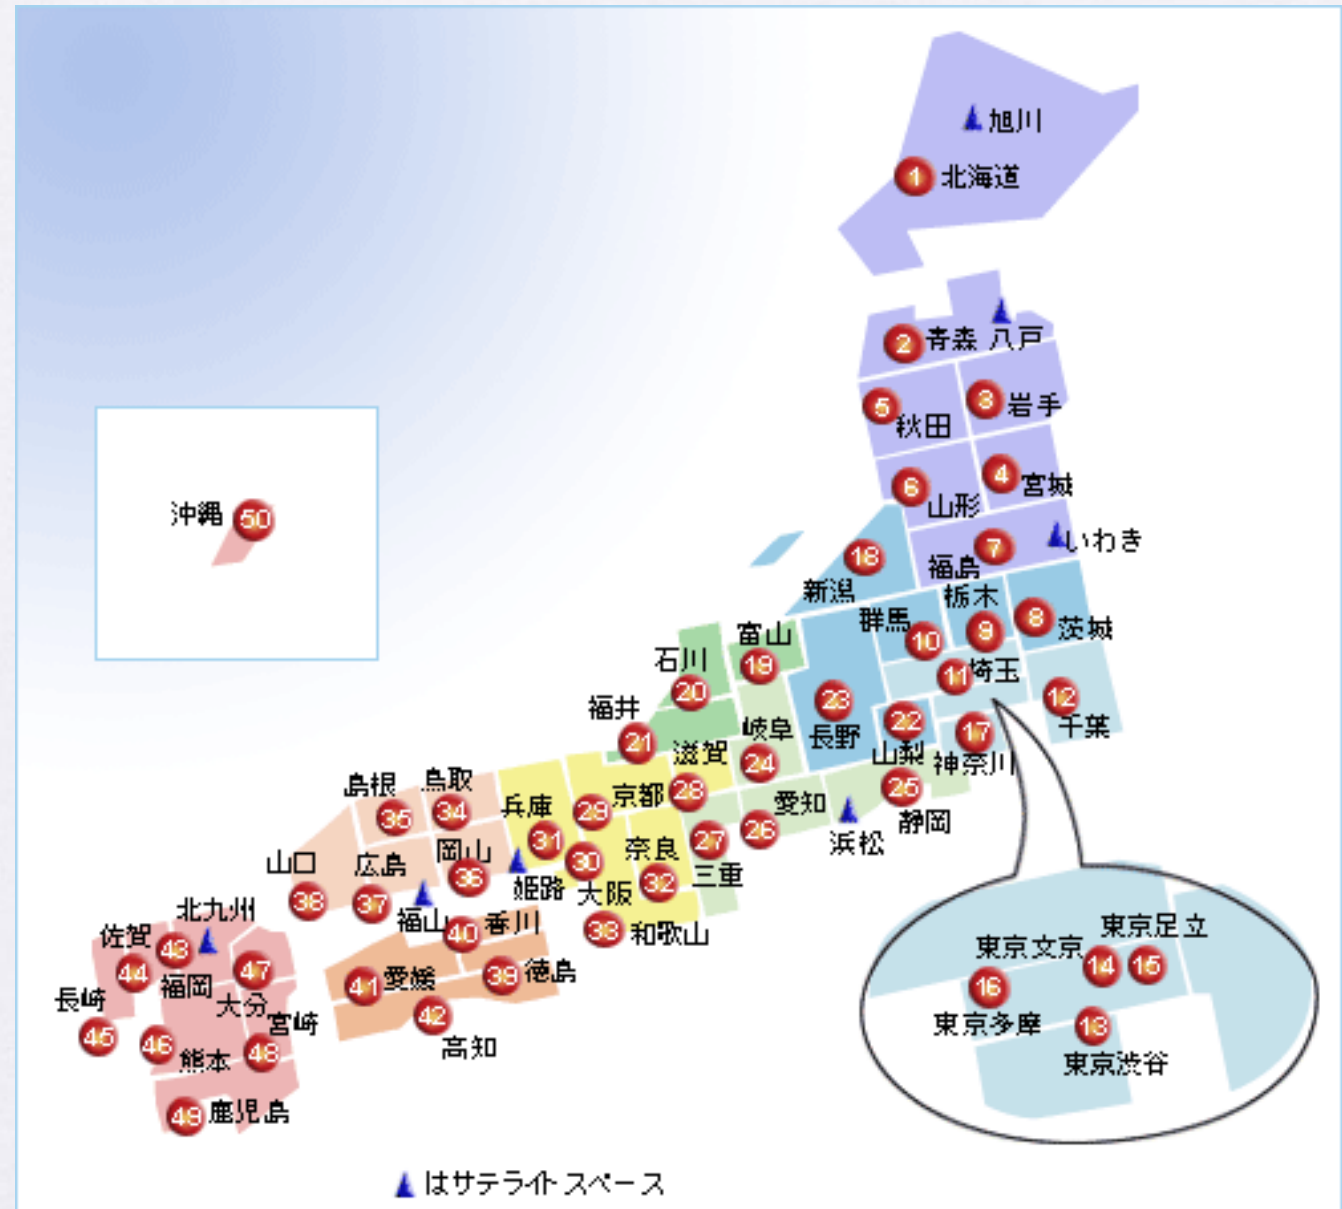 旭川
1 北海道
2 青森 八戸
5 秋田
3 岩手
6 山形
4 宮城
7 福島
いわき
18 新潟
栃木 9
群馬 10
8 茨城
埼玉 11
12 千葉
富山 19
石川 20
福井 21
23 長野
22 山梨
17 神奈川
岐阜 24
滋賀 28
25 静岡
愛知 26
浜松
27 三重
京都 29
兵庫 31
姫路
30 大阪
奈良 32
33 和歌山
鳥取 34
島根 35
岡山 36
広島 37
福山
山口 38
40 香川
39 徳島
41 愛媛
42 高知
北九州
43 福岡
佐賀 44
長崎 45
47 大分
46 熊本
宮崎 48
49 鹿児島
沖縄 50
東京足立 15
東京文京 14
16 東京多摩
13 東京渋谷
はサテライトスペース